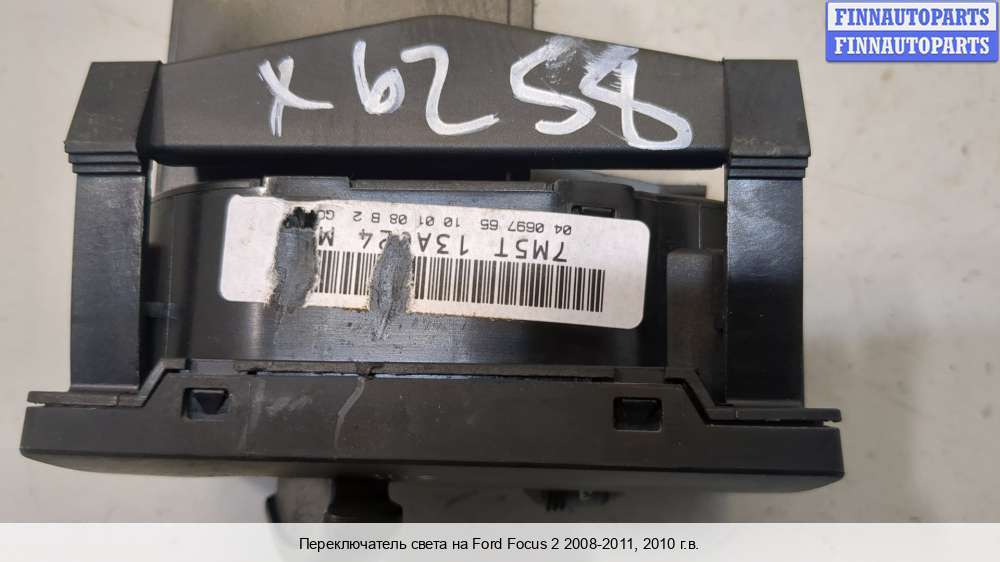 FINNAUTOPARTS
FINNAUTOPARTS
x6258
7M5T 13A024
04 0697 65 10 01 08 B 2
Переключатель света на Ford Focus 2 2008-2011, 2010 г.в.